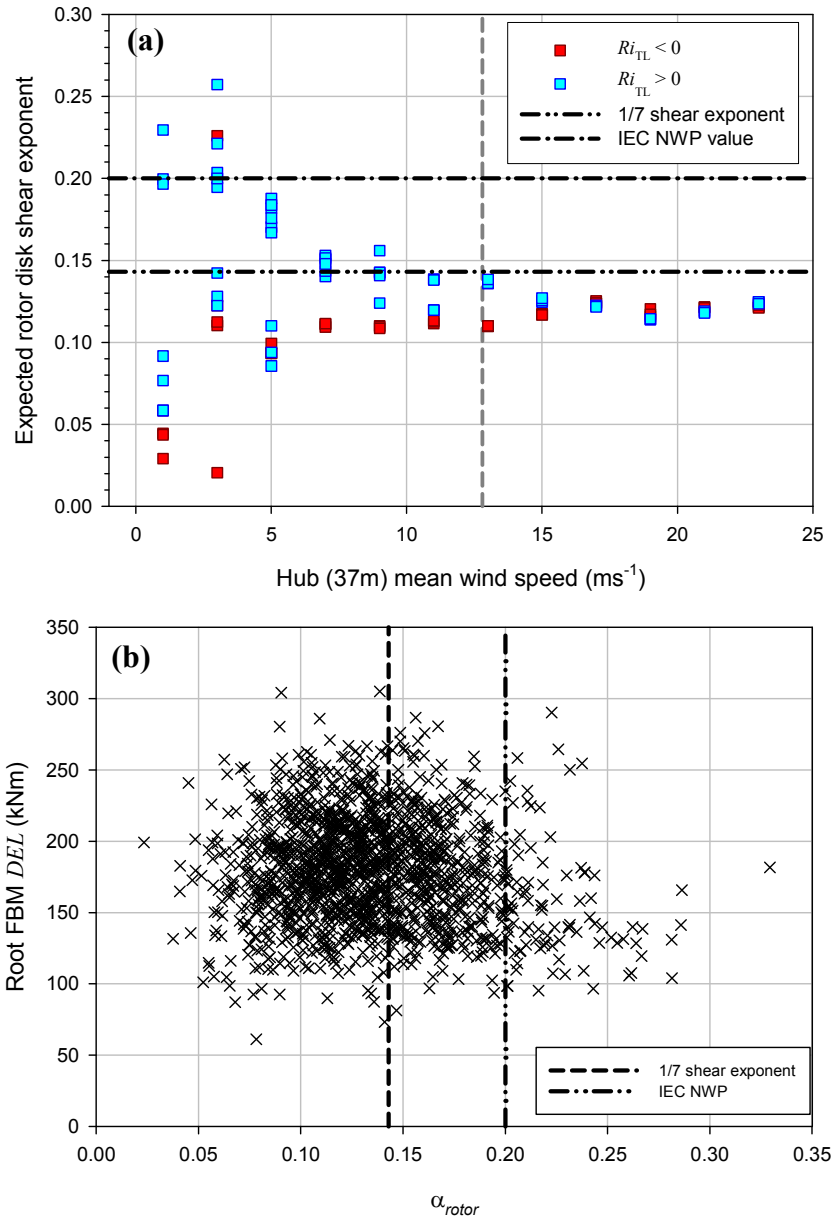 (a)
Ri_TL < 0
Ri_TL > 0
1/7 shear exponent
IEC NWP value
0.30
0.25
0.20
0.15
0.10
0.05
0.00
Expected rotor disk shear exponent
0 5 10 15 20 25
Hub (37m) mean wind speed (ms⁻¹)
(b)
350
300
250
200
150
100
50
0
Root FBM DEL (kNm)
1/7 shear exponent
IEC NWP
0.00 0.05 0.10 0.15 0.20 0.25 0.30 0.35
α_rotor